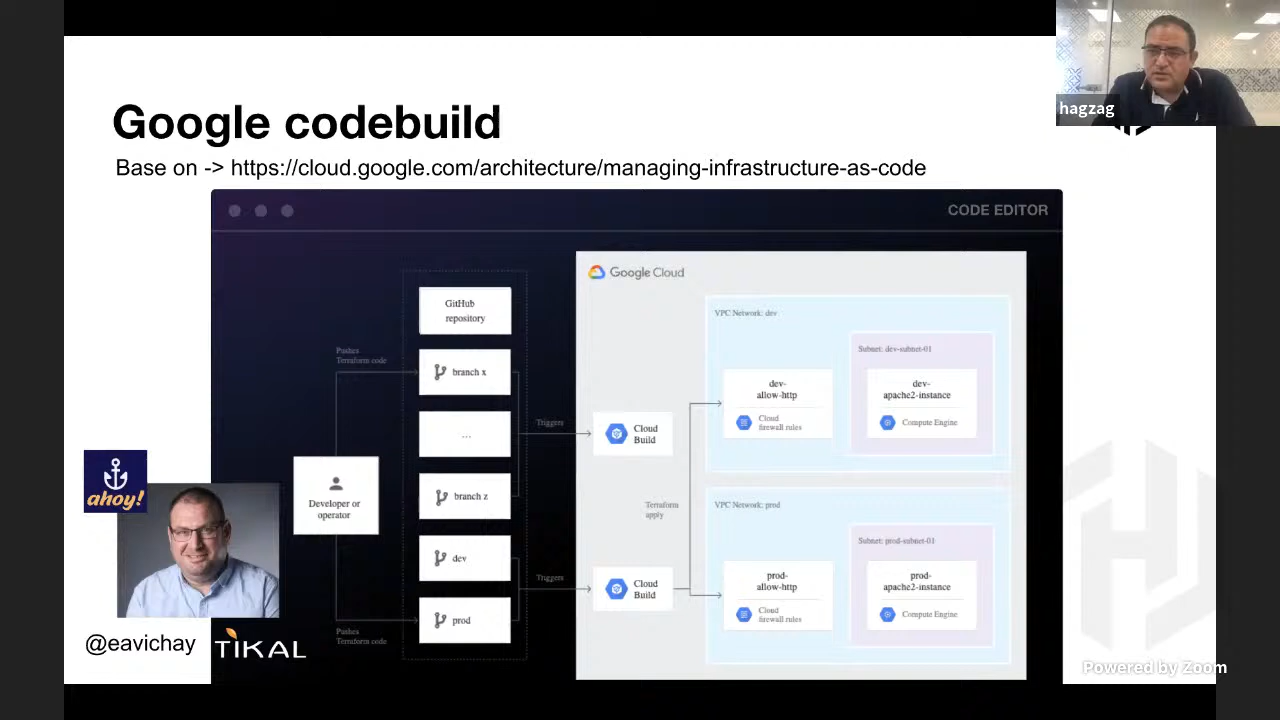 hagzag
Google codebuild
Base on -> https://cloud.google.com/architecture/managing-infrastructure-as-code
CODE EDITOR
Google Cloud
GitHub
repository
Pushes
Terraform code
branch x
...
branch z
dev
prod
Developer or
operator
Pushes
Terraform code
Triggers
Triggers
Cloud
Build
Terraform
apply
Cloud
Build
VPC Network: dev
Subnet: dev-subnet-01
dev-
allow-http
Cloud
firewall rules
dev-
apache2-instance
Compute Engine
VPC Network: prod
Subnet: prod-subnet-01
prod-
allow-http
Cloud
firewall rules
prod-
apache2-instance
Compute Engine
ahoy!
@eavichay
TIKAL
Powered by Zoom